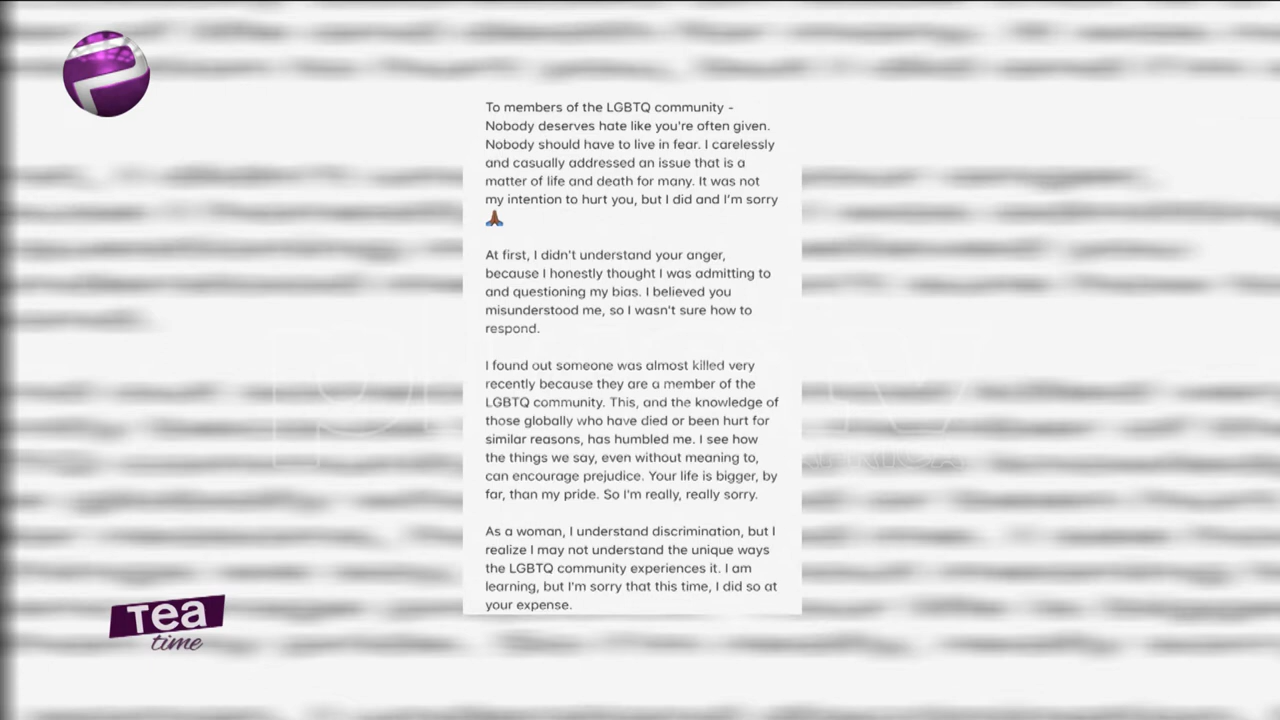 To members of the LGBTQ community -
Nobody deserves hate like you're often given.
Nobody should have to live in fear. I carelessly
and casually addressed an issue that is a
matter of life and death for many. It was not
my intention to hurt you, but I did and I'm sorry
🙏🏾
At first, I didn't understand your anger,
because I honestly thought I was admitting to
and questioning my bias. I believed you
misunderstood me, so I wasn't sure how to
respond.
I found out someone was almost killed very
recently because they are a member of the
LGBTQ community. This, and the knowledge of
those globally who have died or been hurt for
similar reasons, has humbled me. I see how
the things we say, even without meaning to,
can encourage prejudice. Your life is bigger, by
far, than my pride. So I'm really, really sorry.
As a woman, I understand discrimination, but I
realize I may not understand the unique ways
the LGBTQ community experiences it. I am
learning, but I'm sorry that this time, I did so at
your expense.
Tea
time